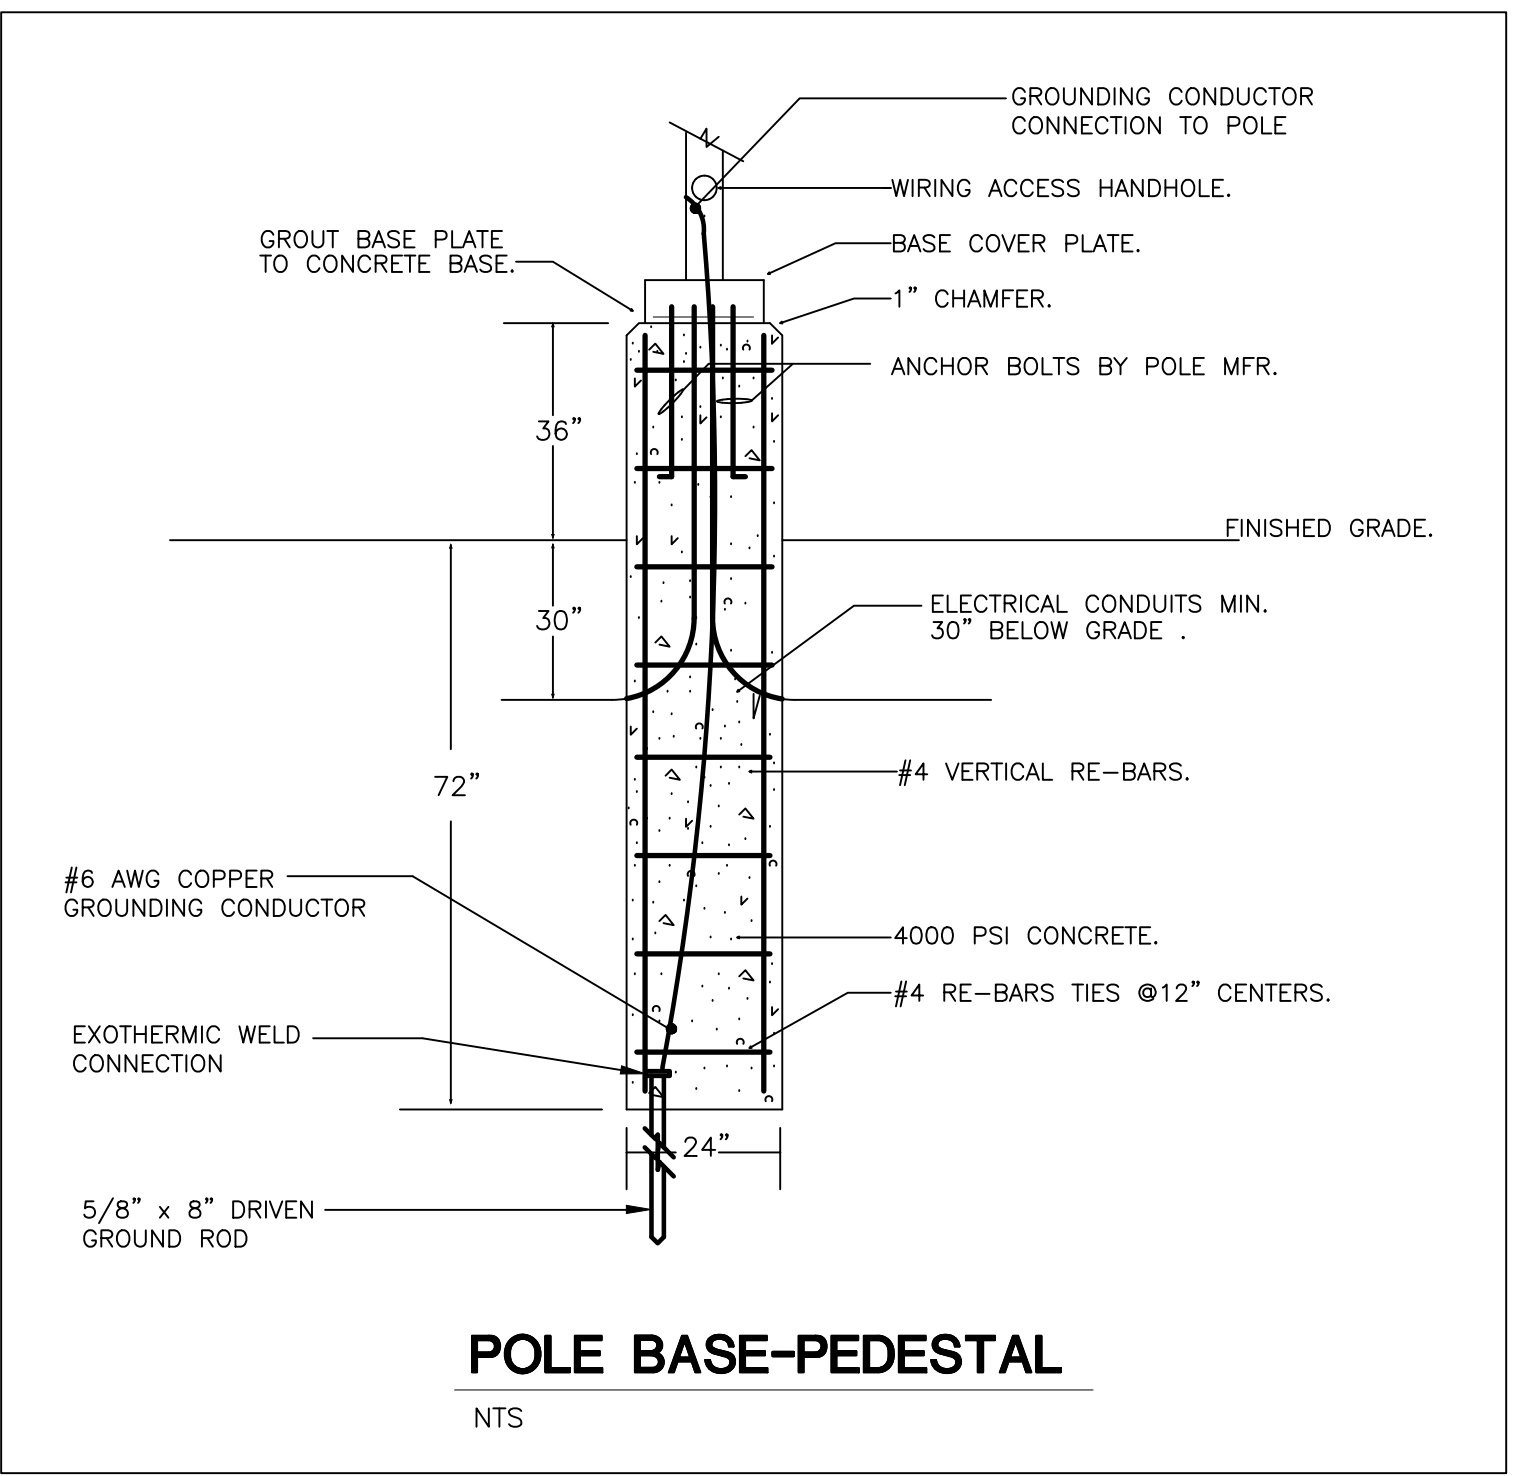 GROUNDING CONDUCTOR
CONNECTION TO POLE
WIRING ACCESS HANDHOLE.
GROUT BASE PLATE
TO CONCRETE BASE.
BASE COVER PLATE.
1” CHAMFER.
ANCHOR BOLTS BY POLE MFR.
36”
FINISHED GRADE.
30”
ELECTRICAL CONDUITS MIN.
30” BELOW GRADE .
72”
#4 VERTICAL RE-BARS.
#6 AWG COPPER
GROUNDING CONDUCTOR
4000 PSI CONCRETE.
#4 RE-BARS TIES @12” CENTERS.
EXOTHERMIC WELD
CONNECTION
24”
5/8” x 8” DRIVEN
GROUND ROD
POLE BASE-PEDESTAL
NTS